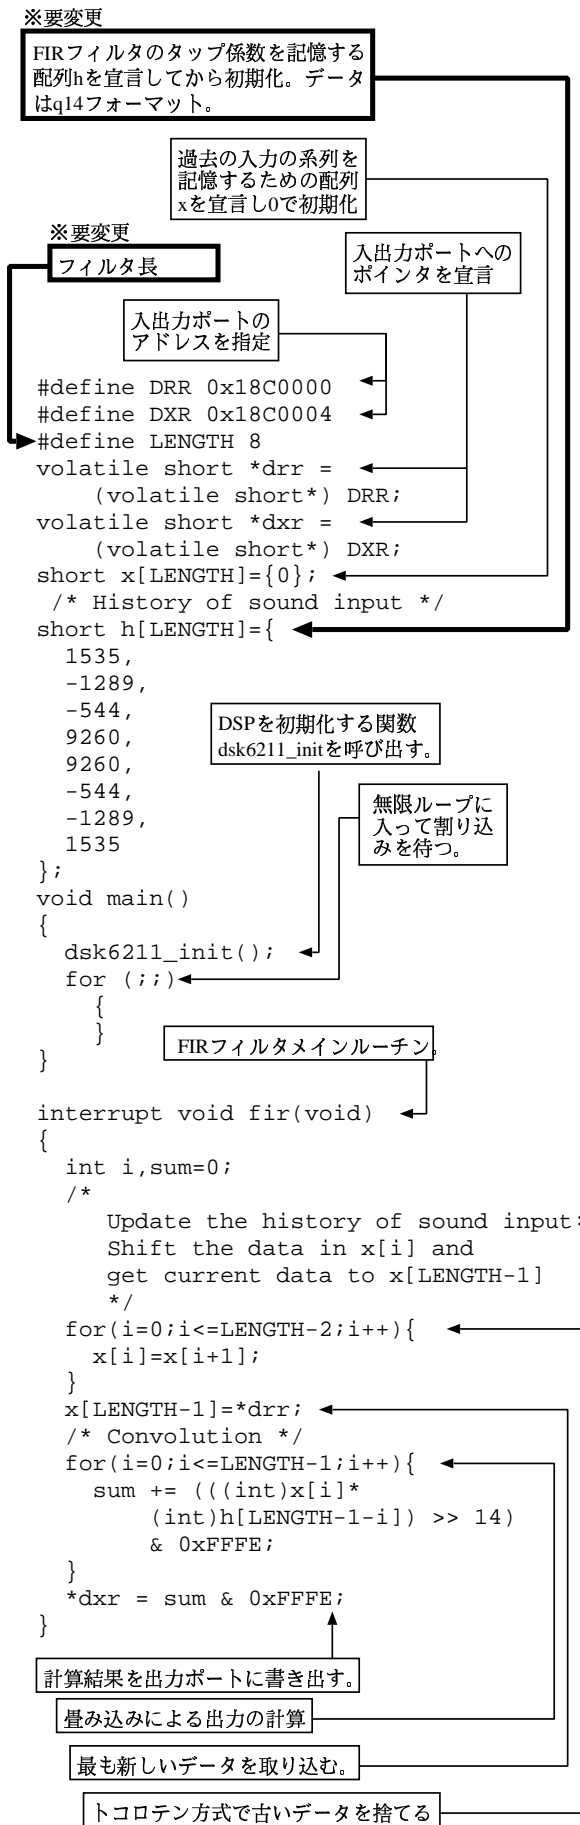 ※要変更
FIRフィルタのタップ係数を記憶する
配列hを宣言してから初期化。データ
はq14フォーマット。
過去の入力の系列を
記憶するための配列
xを宣言し0で初期化
※要変更
フィルタ長
入出力ポートへの
ポインタを宣言
入出力ポートの
アドレスを指定
#define DRR 0x18C0000
#define DXR 0x18C0004
#define LENGTH 8
volatile short *drr =
(volatile short*) DRR;
volatile short *dxr =
(volatile short*) DXR;
short x[LENGTH]={0};
/* History of sound input */
short h[LENGTH]={
1535,
-1289,
-544,
9260,
9260,
-544,
-1289,
1535
};
DSPを初期化する関数
dsk6211_initを呼び出す。
無限ループに
入って割り込
みを待つ。
void main()
{
dsk6211_init();
for (;;)
{
}
}
FIRフィルタメインルーチン。
interrupt void fir(void)
{
int i,sum=0;
/*
Update the history of sound input:
Shift the data in x[i] and
get current data to x[LENGTH-1]
*/
for(i=0;i<=LENGTH-2;i++){
x[i]=x[i+1];
}
x[LENGTH-1]=*drr;
/* Convolution */
for(i=0;i<=LENGTH-1;i++){
sum += (((int)x[i]*
(int)h[LENGTH-1-i]) >> 14)
& 0xFFFE;
}
*dxr = sum & 0xFFFE;
}
計算結果を出力ポートに書き出す。
畳み込みによる出力の計算
最も新しいデータを取り込む。
トコロテン方式で古いデータを捨てる